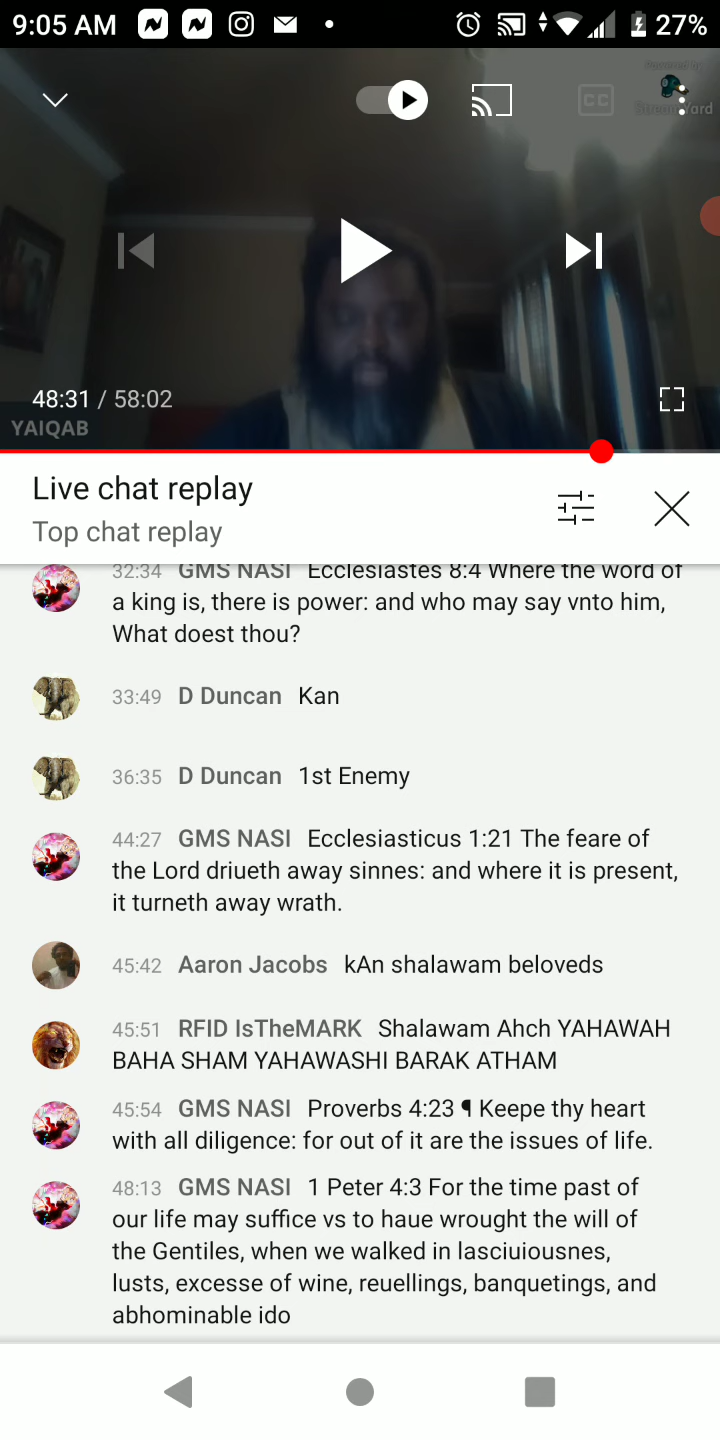 9:05 AM 27%
Powered by
CC StreamYard
48:31 / 58:02
YAIQAB
Live chat replay
Top chat replay
32:34 GMS NASI Ecclesiastes 8:4 Where the word of
a king is, there is power: and who may say vnto him,
What doest thou?
33:49 D Duncan Kan
36:35 D Duncan 1st Enemy
44:27 GMS NASI Ecclesiasticus 1:21 The feare of
the Lord driueth away sinnes: and where it is present,
it turneth away wrath.
45:42 Aaron Jacobs kAn shalawam beloveds
45:51 RFID IsTheMARK Shalawam Ahch YAHAWAH
BAHA SHAM YAHAWASHI BARAK ATHAM
45:54 GMS NASI Proverbs 4:23 ¶ Keepe thy heart
with all diligence: for out of it are the issues of life.
48:13 GMS NASI 1 Peter 4:3 For the time past of
our life may suffice vs to haue wrought the will of
the Gentiles, when we walked in lasciuiousnes,
lusts, excesse of wine, reuellings, banquetings, and
abhominable ido